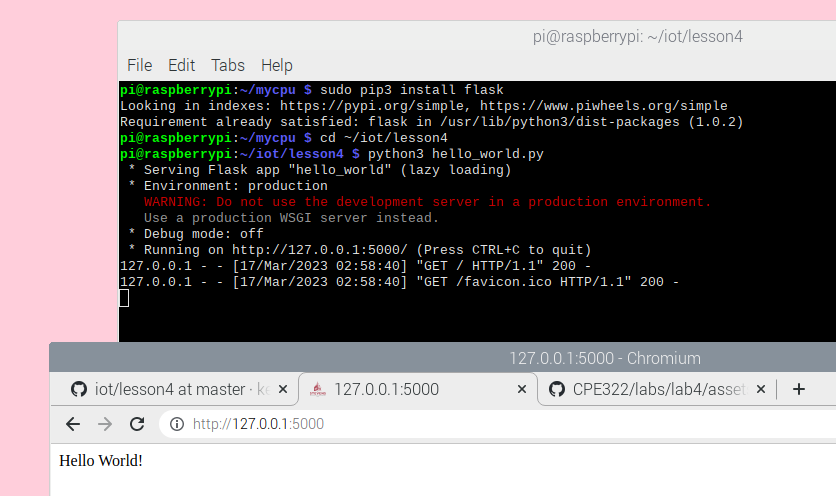 pi@raspberrypi: ~/iot/lesson4
File Edit Tabs Help
pi@raspberrypi:~/mycpu $ sudo pip3 install flask
Looking in indexes: https://pypi.org/simple, https://www.piwheels.org/simple
Requirement already satisfied: flask in /usr/lib/python3/dist-packages (1.0.2)
pi@raspberrypi:~/mycpu $ cd ~/iot/lesson4
pi@raspberrypi:~/iot/lesson4 $ python3 hello_world.py
 * Serving Flask app "hello_world" (lazy loading)
 * Environment: production
   WARNING: Do not use the development server in a production environment.
   Use a production WSGI server instead.
 * Debug mode: off
 * Running on http://127.0.0.1:5000/ (Press CTRL+C to quit)
127.0.0.1 - - [17/Mar/2023 02:58:40] "GET / HTTP/1.1" 200 -
127.0.0.1 - - [17/Mar/2023 02:58:40] "GET /favicon.ico HTTP/1.1" 200 -
127.0.0.1:5000 - Chromium
iot/lesson4 at master · ke 127.0.0.1:5000 CPE322/labs/lab4/asset
http://127.0.0.1:5000
Hello World!